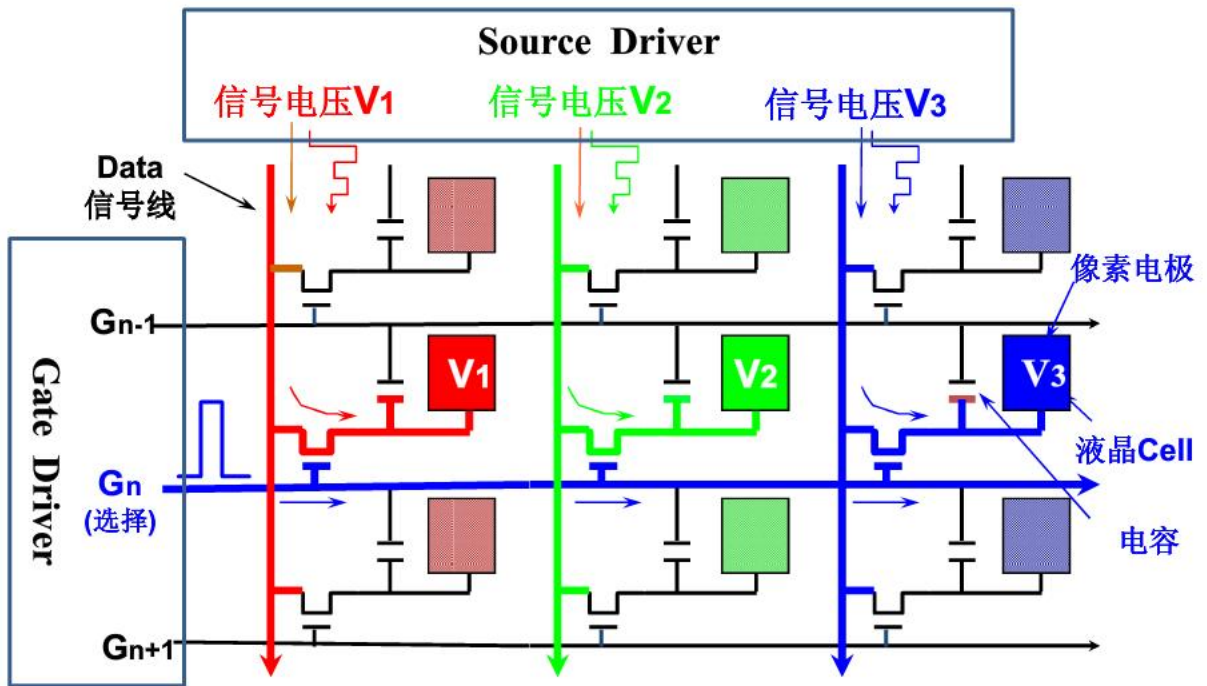 Source Driver
信号电压V1
信号电压V2
信号电压V3
Data
信号线
像素电极
Gn-1
V1
V2
V3
Gate Driver
液晶Cell
Gn
(选择)
电容
Gn+1